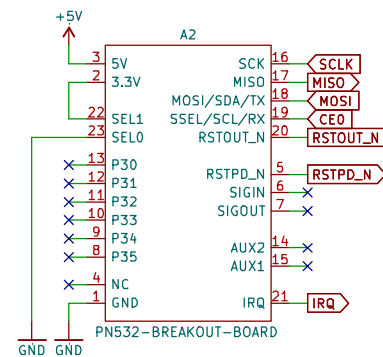 +5V
A2
3 5V SCK 16 SCLK
2 3.3V MISO 17 MISO
MOSI/SDA/TX 18 MOSI
22 SEL1 SSEL/SCL/RX 19 CE0
23 SEL0 RSTOUT_N 20 RSTOUT_N
13 P30
12 P31 RSTPD_N 5 RSTPD_N
11 P32 SIGIN 6
10 P33 SIGOUT 7
9 P34 AUX2 14
8 P35 AUX1 15
4 NC
1 GND IRQ 21 IRQ
PN532-BREAKOUT-BOARD
GND GND